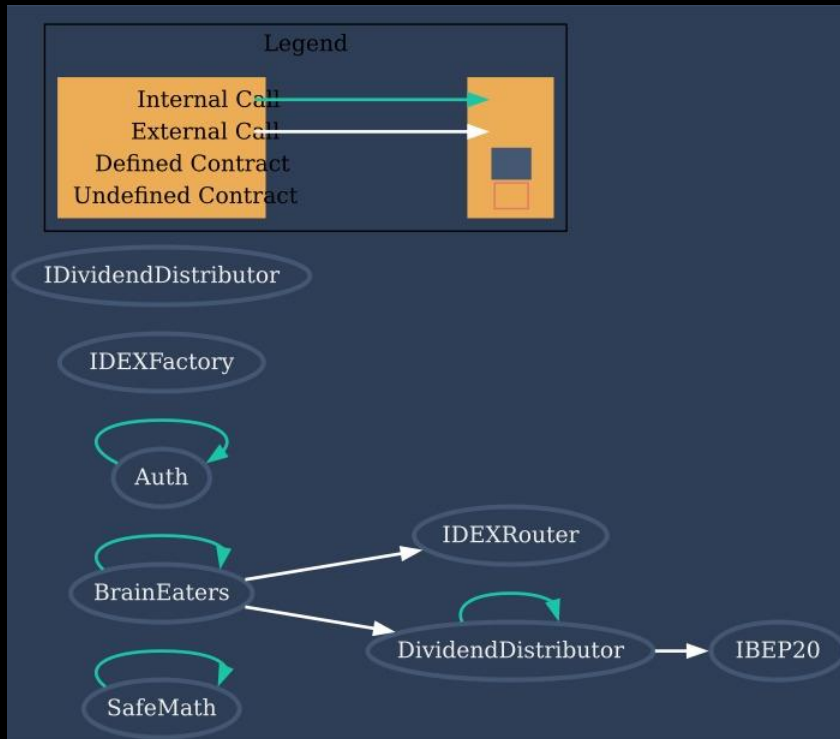 Legend
Internal Call
External Call
Defined Contract
Undefined Contract
IDividendDistributor
IDEXFactory
Auth
IDEXRouter
BrainEaters
DividendDistributor
IBEP20
SafeMath